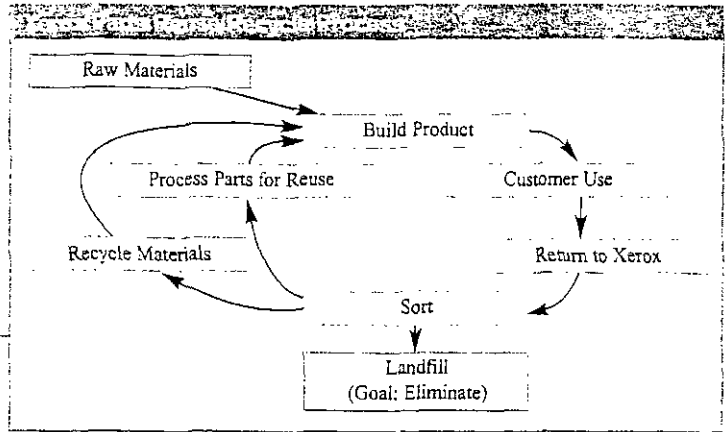 Raw Materials
Build Product
Process Parts for Reuse
Customer Use
Recycle Materials
Return to Xerox
Sort
Landfill
(Goal: Eliminate)